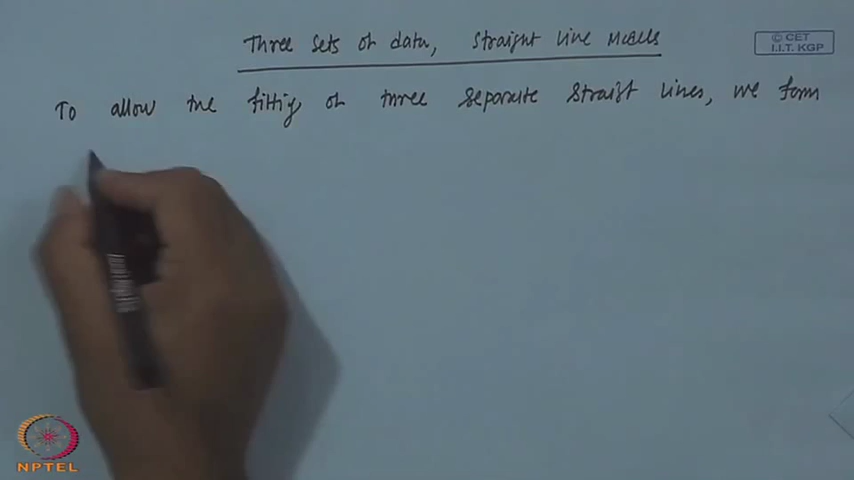 Three sets of data, Straight line Models
© CET
I.I.T. KGP
To allow the fitting of three separate straight lines, we form
NPTEL